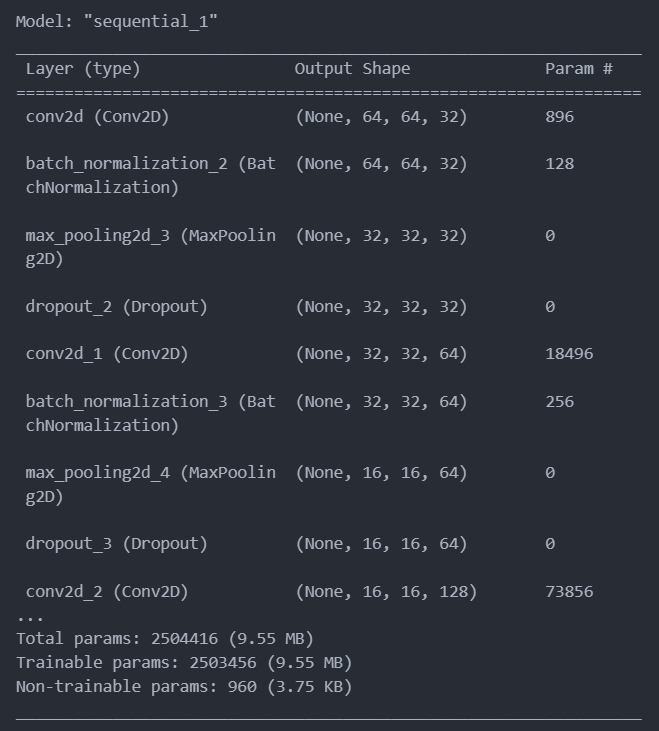 Model: "sequential_1"
Layer (type) Output Shape Param #
conv2d (Conv2D) (None, 64, 64, 32) 896
batch_normalization_2 (Bat (None, 64, 64, 32) 128
chNormalization)
max_pooling2d_3 (MaxPoolin (None, 32, 32, 32) 0
g2D)
dropout_2 (Dropout) (None, 32, 32, 32) 0
conv2d_1 (Conv2D) (None, 32, 32, 64) 18496
batch_normalization_3 (Bat (None, 32, 32, 64) 256
chNormalization)
max_pooling2d_4 (MaxPoolin (None, 16, 16, 64) 0
g2D)
dropout_3 (Dropout) (None, 16, 16, 64) 0
conv2d_2 (Conv2D) (None, 16, 16, 128) 73856
...
Total params: 2504416 (9.55 MB)
Trainable params: 2503456 (9.55 MB)
Non-trainable params: 960 (3.75 KB)